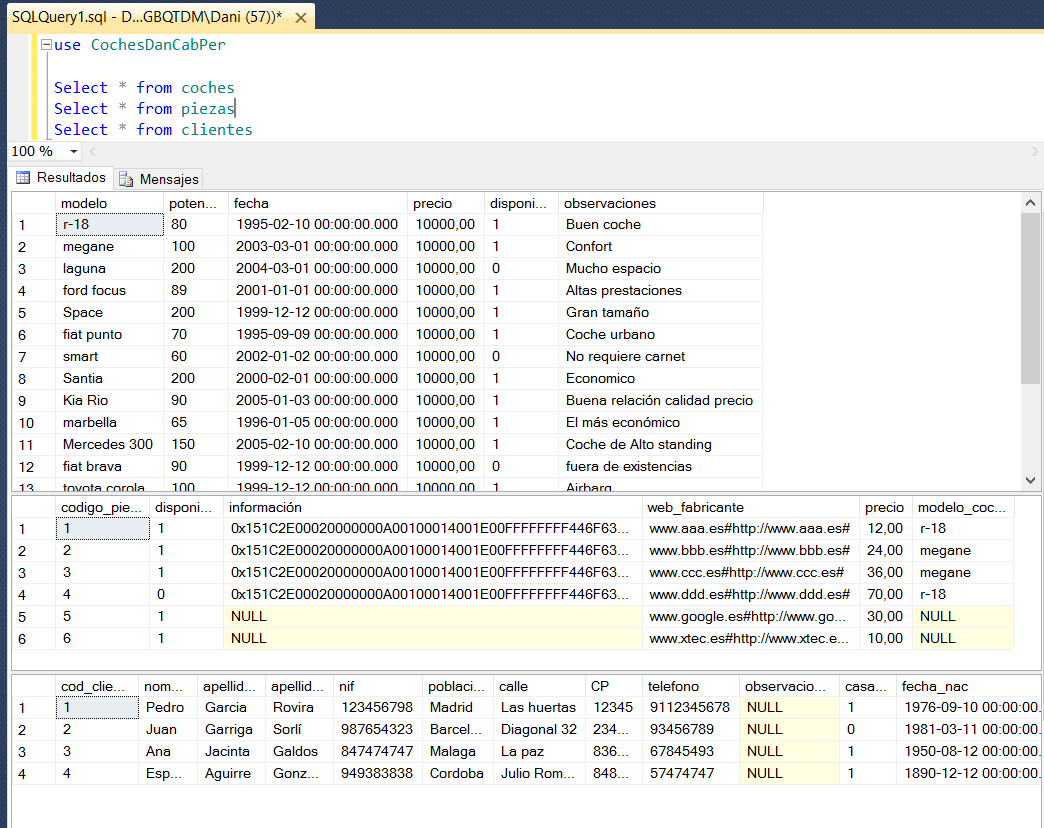 SQLQuery1.sql - D...GBQTDM\Dani (57))*
use CochesDanCabPer
Select * from coches
Select * from piezas
Select * from clientes
100 %
Resultados Mensajes
modelo poten... fecha precio disponi... observaciones
1 r-18 80 1995-02-10 00:00:00.000 10000,00 1 Buen coche
2 megane 100 2003-03-01 00:00:00.000 10000,00 1 Confort
3 laguna 200 2004-03-01 00:00:00.000 10000,00 0 Mucho espacio
4 ford focus 89 2001-01-01 00:00:00.000 10000,00 1 Altas prestaciones
5 Space 200 1999-12-12 00:00:00.000 10000,00 1 Gran tamaño
6 fiat punto 70 1995-09-09 00:00:00.000 10000,00 1 Coche urbano
7 smart 60 2002-01-02 00:00:00.000 10000,00 0 No requiere carnet
8 Santia 200 2000-02-01 00:00:00.000 10000,00 1 Economico
9 Kia Rio 90 2005-01-03 00:00:00.000 10000,00 1 Buena relación calidad precio
10 marbella 65 1996-01-05 00:00:00.000 10000,00 1 El más económico
11 Mercedes 300 150 2005-02-10 00:00:00.000 10000,00 1 Coche de Alto standing
12 fiat brava 90 1999-12-12 00:00:00.000 10000,00 0 fuera de existencias
13 toyota corola 100 1999-12-12 00:00:00.000 10000,00 1 Airbarg
codigo_pie... disponi... información web_fabricante precio modelo_coc...
1 1 1 0x151C2E00020000000A00100014001E00FFFFFFFF446F63... www.aaa.es#http://www.aaa.es# 12,00 r-18
2 2 1 0x151C2E00020000000A00100014001E00FFFFFFFF446F63... www.bbb.es#http://www.bbb.es# 24,00 megane
3 3 1 0x151C2E00020000000A00100014001E00FFFFFFFF446F63... www.ccc.es#http://www.ccc.es# 36,00 megane
4 4 0 0x151C2E00020000000A00100014001E00FFFFFFFF446F63... www.ddd.es#http://www.ddd.es# 70,00 r-18
5 5 1 NULL www.google.es#http://www.go... 30,00 NULL
6 6 1 NULL www.xtec.es#http://www.xtec.e... 10,00 NULL
cod_clie... nom... apellid... apellid... nif poblaci... calle CP telefono observacio... casa... fecha_nac
1 1 Pedro Garcia Rovira 123456798 Madrid Las huertas 12345 9112345678 NULL 1 1976-09-10 00:00:00.
2 2 Juan Garriga Sorlí 987654323 Barcel... Diagonal 32 234... 93456789 NULL 0 1981-03-11 00:00:00.
3 3 Ana Jacinta Galdos 847474747 Malaga La paz 836... 67845493 NULL 1 1950-08-12 00:00:00.
4 4 Esp... Aguirre Gonz... 949383838 Cordoba Julio Rom... 848... 57474747 NULL 1 1890-12-12 00:00:00.